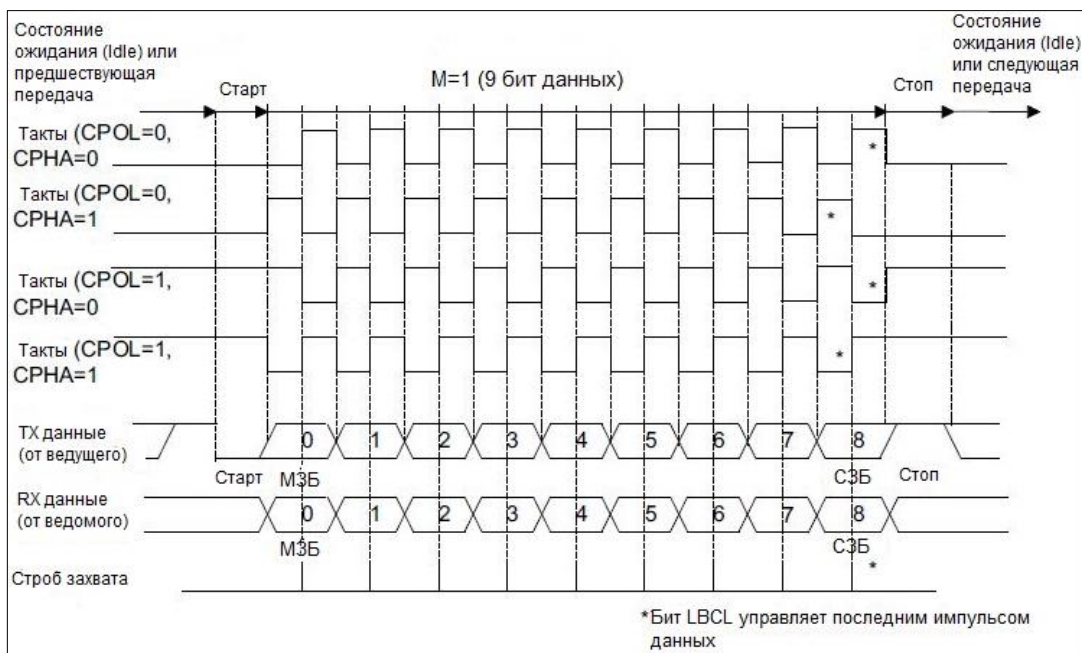 Состояние
ожидания (Idle) или
предшествующая
передача
Старт
M=1 (9 бит данных)
Стоп
Состояние
ожидания (Idle)
или следующая
передача
Такты (CPOL=0,
CPHA=0
*
Такты (CPOL=0,
CPHA=1
*
Такты (CPOL=1,
CPHA=0
*
Такты (CPOL=1,
CPHA=1
*
TX данные
(от ведущего)
0 1 2 3 4 5 6 7 8
Старт
МЗБ
СЗБ
Стоп
RX данные
(от ведомого)
0 1 2 3 4 5 6 7 8
МЗБ
СЗБ
Строб захвата
*
*Бит LBCL управляет последним импульсом
данных